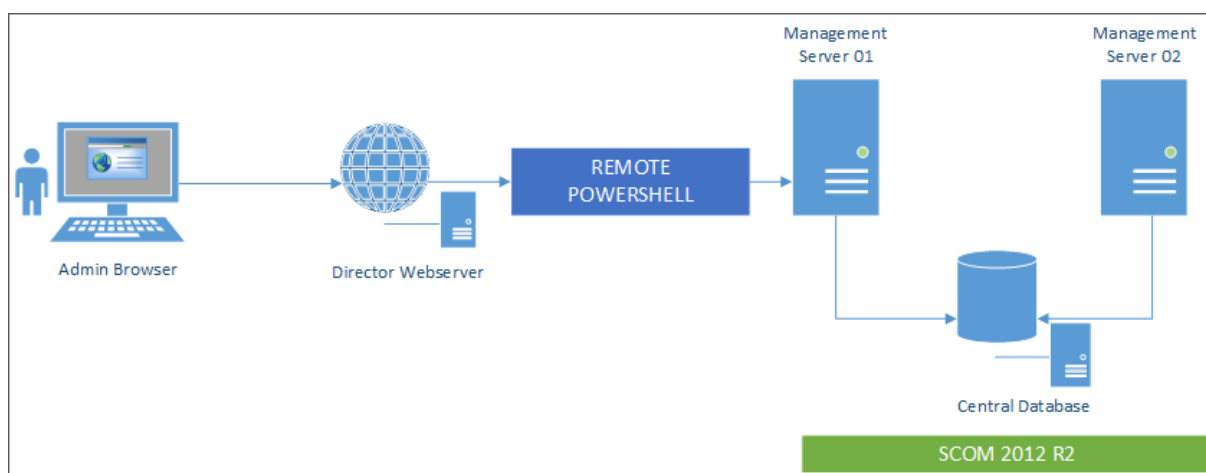 Management
Server 01
Management
Server 02
REMOTE
POWERSHELL
Admin Browser
Director Webserver
Central Database
SCOM 2012 R2